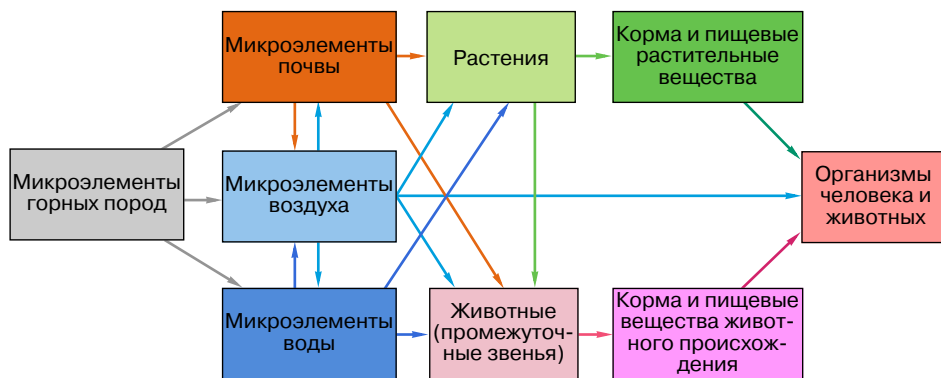 Микроэлементы
почвы
Растения
Корма и пищевые
растительные
вещества
Микроэлементы
горных пород
Микроэлементы
воздуха
Организмы
человека и
животных
Микроэлементы
воды
Животные
(промежуточ-
ные звенья)
Корма и пищевые
вещества живот-
ного происхож-
дения